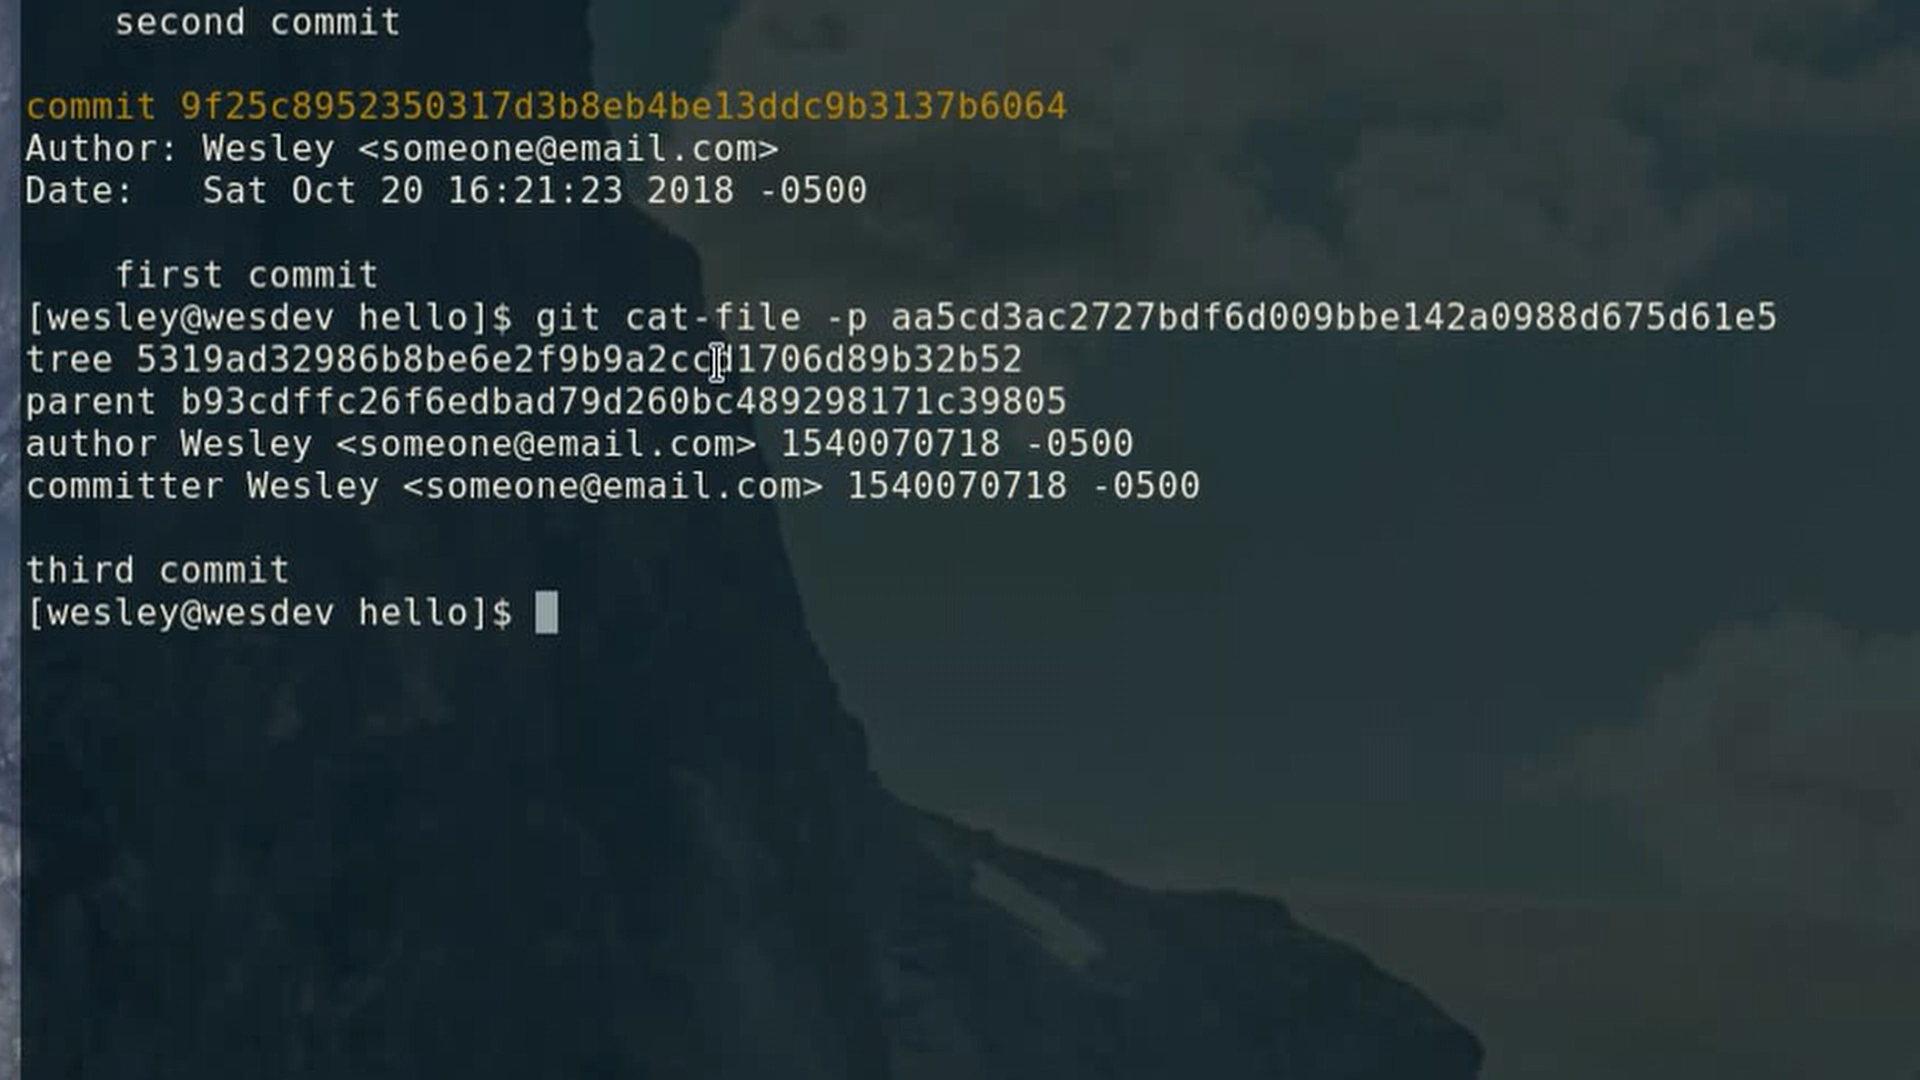 second commit
commit 9f25c8952350317d3b8eb4be13ddc9b3137b6064
Author: Wesley <someone@email.com>
Date:   Sat Oct 20 16:21:23 2018 -0500
first commit
[wesley@wesdev hello]$ git cat-file -p aa5cd3ac2727bdf6d009bbe142a0988d675d61e5
tree 5319ad32986b8be6e2f9b9a2ccd1706d89b32b52
parent b93cdffc26f6edbad79d260bc489298171c39805
author Wesley <someone@email.com> 1540070718 -0500
committer Wesley <someone@email.com> 1540070718 -0500
third commit
[wesley@wesdev hello]$